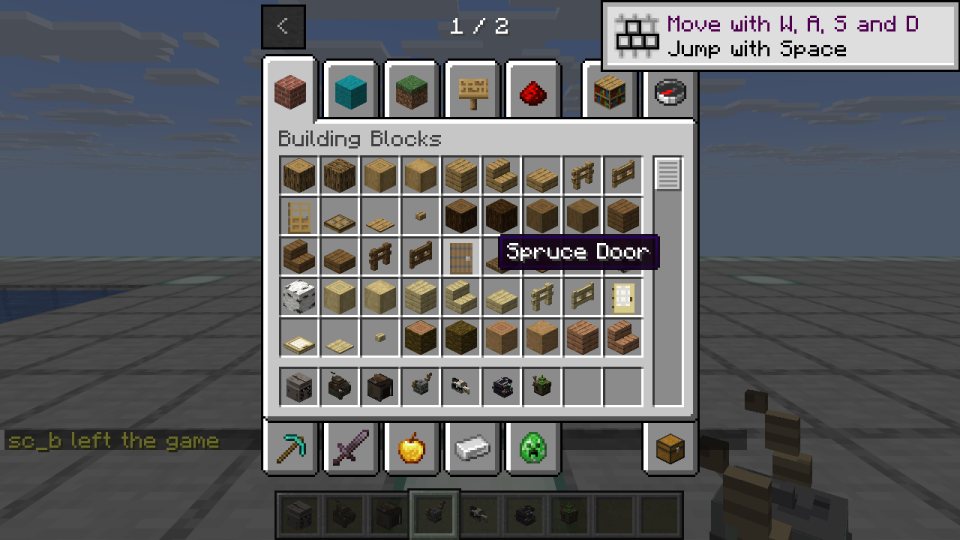 1 / 2
Move with W, A, S and D
Jump with Space
Building Blocks
Spruce Door
sc_b left the game